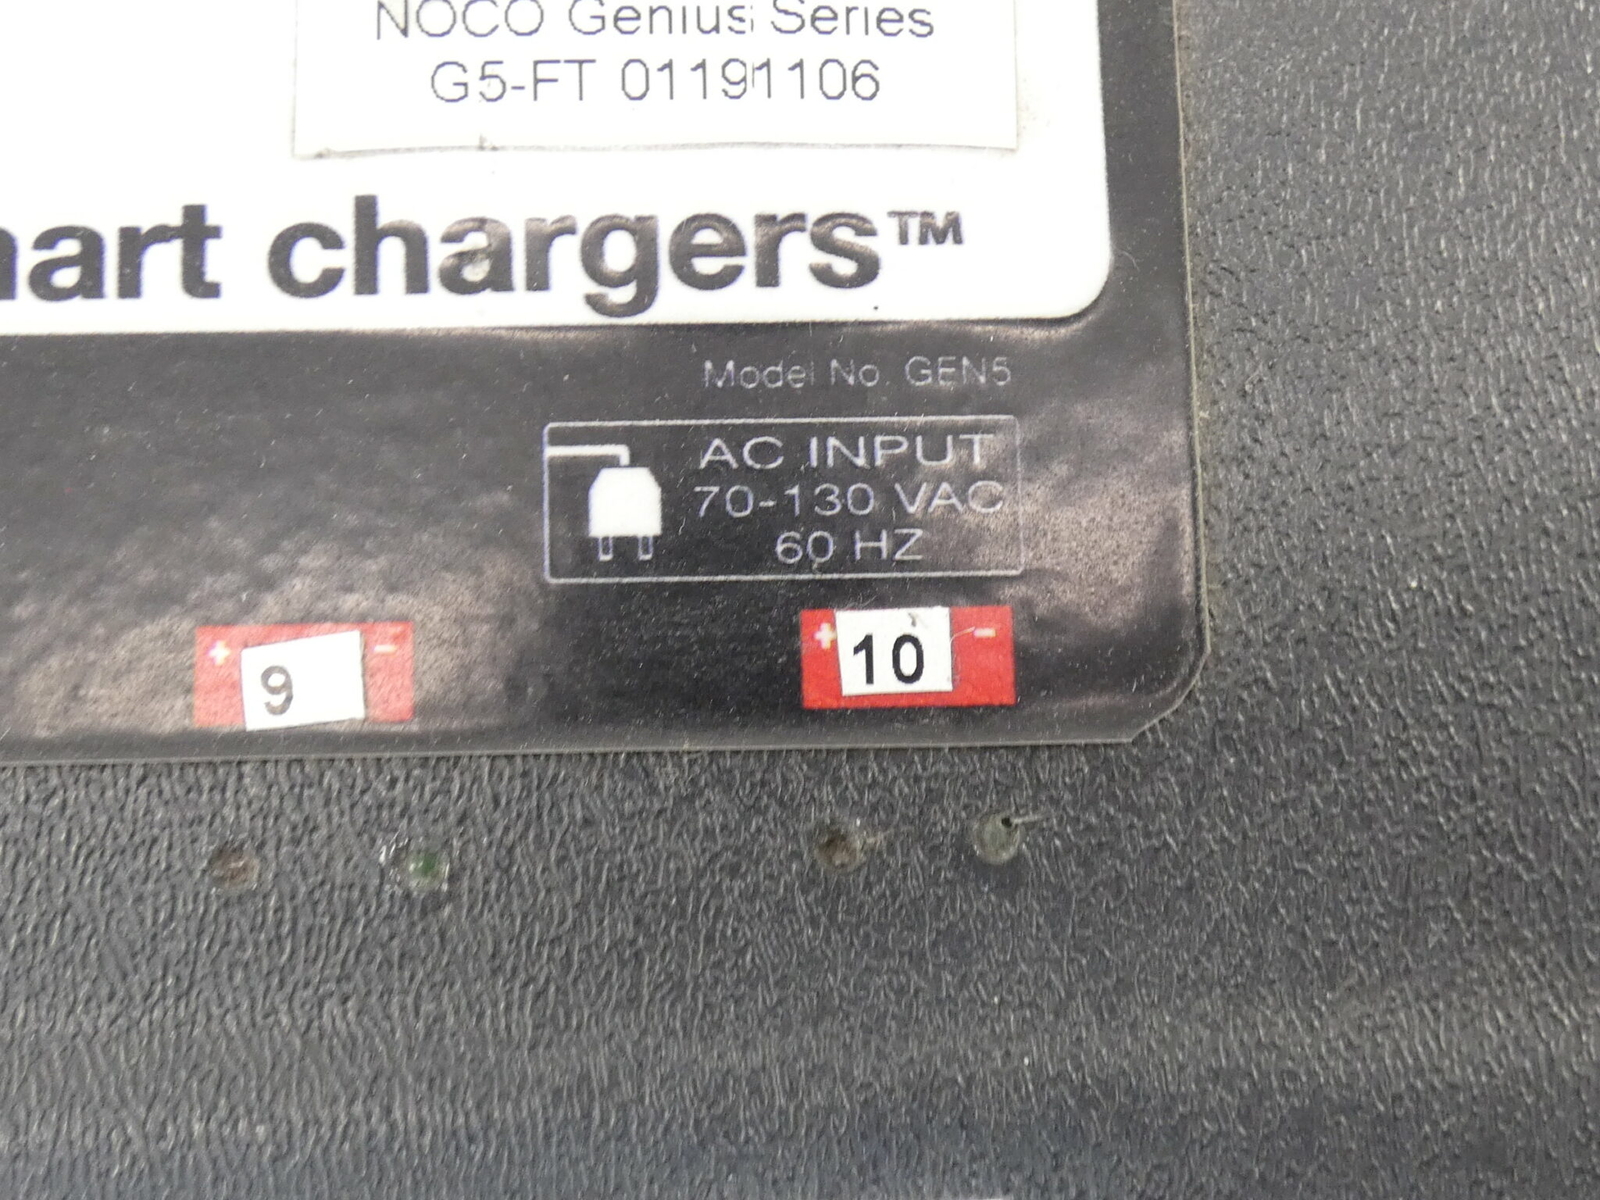 NOCO Genius Series
G5-FT 01191106
art chargers™
Model No. GEN5
AC INPUT
70-130 VAC
60 HZ
+ 9 -
+ 10 -